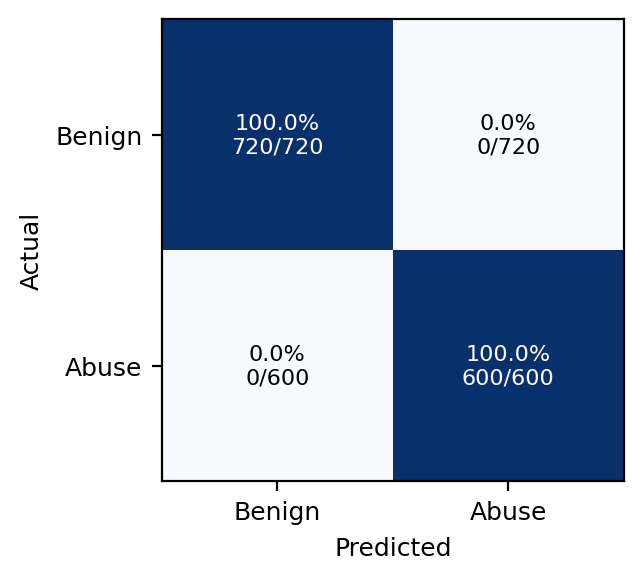 100.0%
720/720
0.0%
0/720
Benign
Actual
0.0%
0/600
100.0%
600/600
Abuse
Benign
Abuse
Predicted